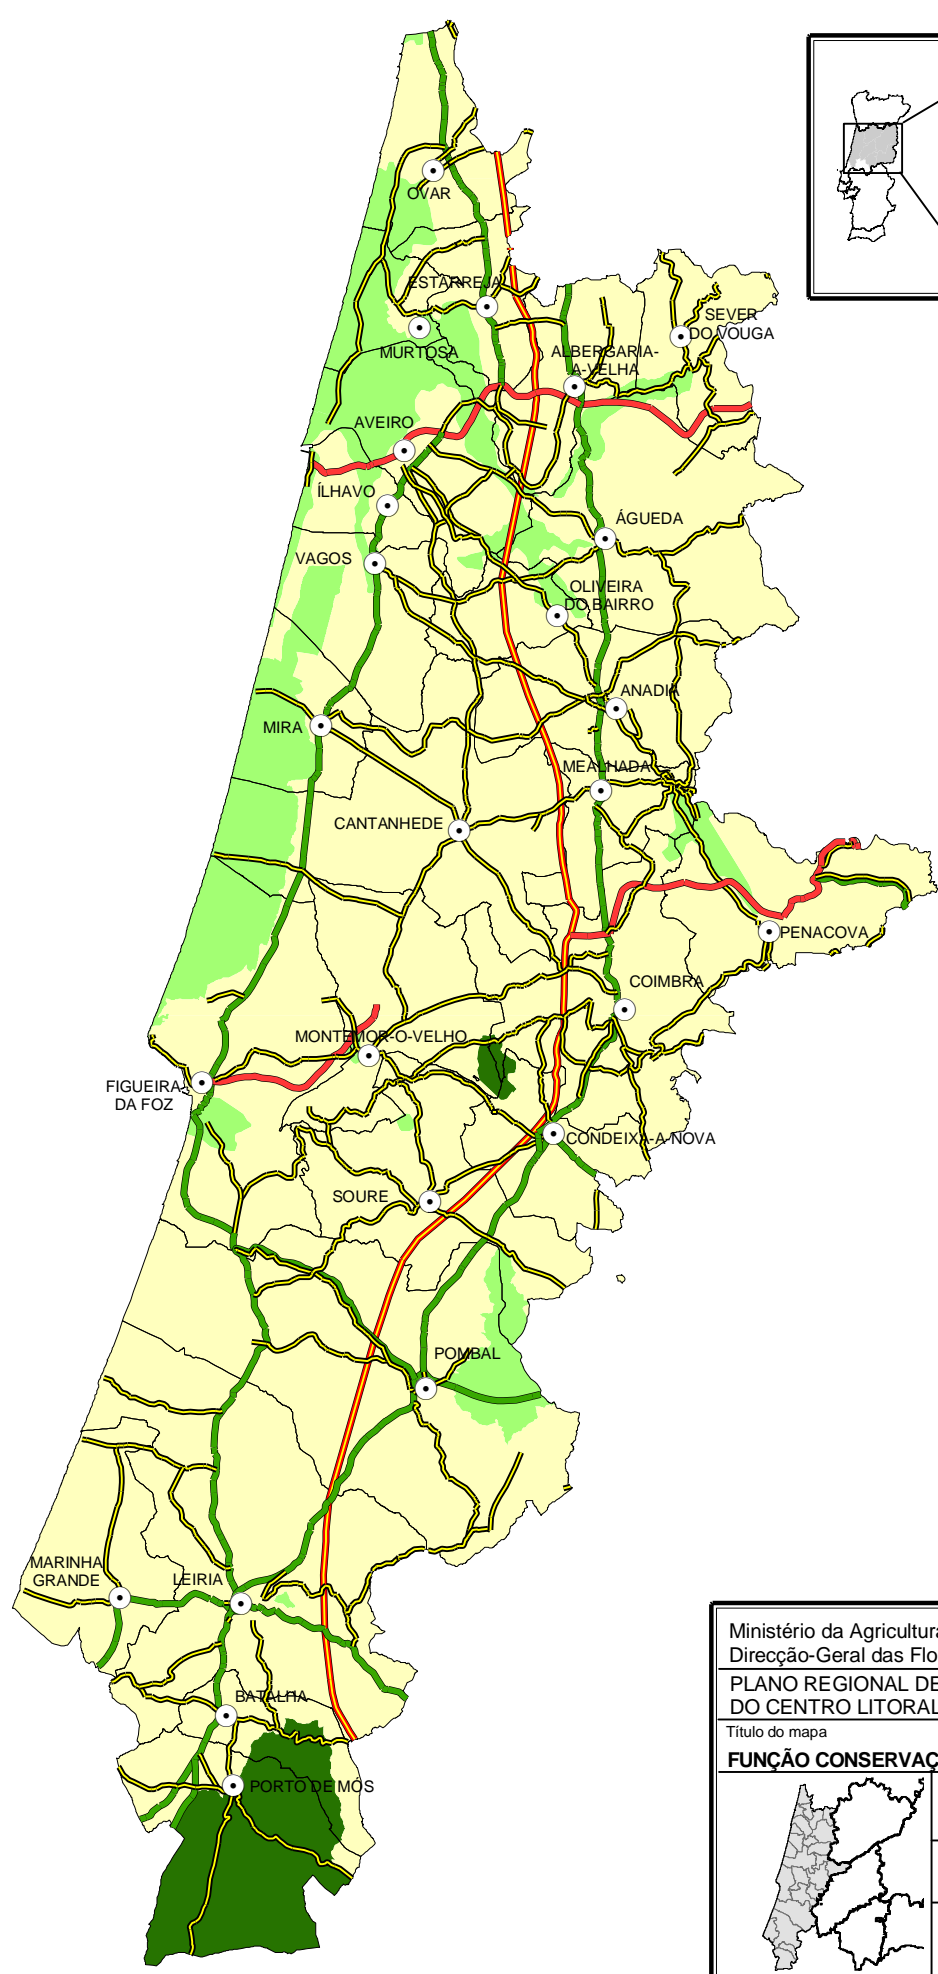 OVAR
ESTARREJA
MURTOSA
SEVER
DO VOUGA
ALBERGARIA-
A-VELHA
AVEIRO
ÍLHAVO
VAGOS
ÁGUEDA
OLIVEIRA
DO BAIRRO
ANADIA
MIRA
MEALHADA
CANTANHEDE
PENACOVA
COIMBRA
MONTEMOR-O-VELHO
FIGUEIRA
DA FOZ
CONDEIXA-A-NOVA
SOURE
POMBAL
MARINHA
GRANDE
LEIRIA
BATALHA
PORTO DE MÓS
Ministério da Agricultura
Direcção-Geral das Flo
PLANO REGIONAL DE
DO CENTRO LITORAL
Título do mapa
FUNÇÃO CONSERVAÇ